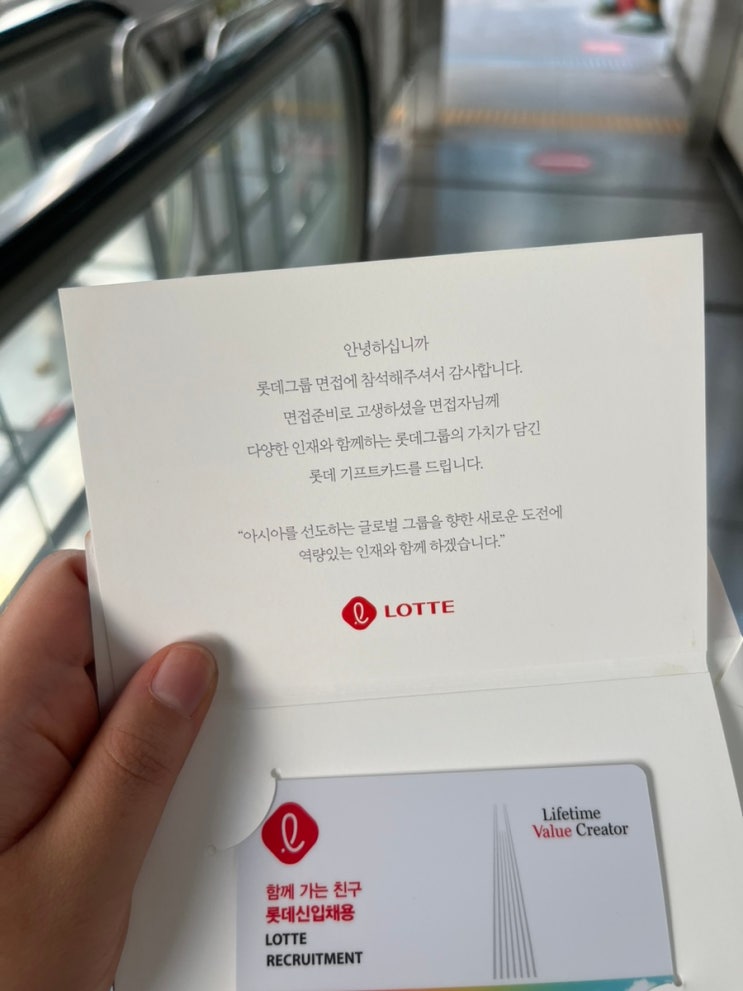 안녕하십니까
롯데그룹 면접에 참석해주셔서 감사합니다.
면접준비로 고생하셨을 면접자님께
다양한 인재와 함께하는 롯데그룹의 가치가 담긴
롯데 기프트카드를 드립니다.
“아시아를 선도하는 글로벌 그룹을 향한 새로운 도전에
역량있는 인재와 함께 하겠습니다.”
LOTTE
Lifetime
Value Creator
함께 가는 친구
롯데신입채용
LOTTE
RECRUITMENT